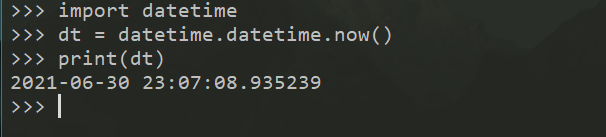 >>> import datetime
>>> dt = datetime.datetime.now()
>>> print(dt)
2021-06-30 23:07:08.935239
>>>